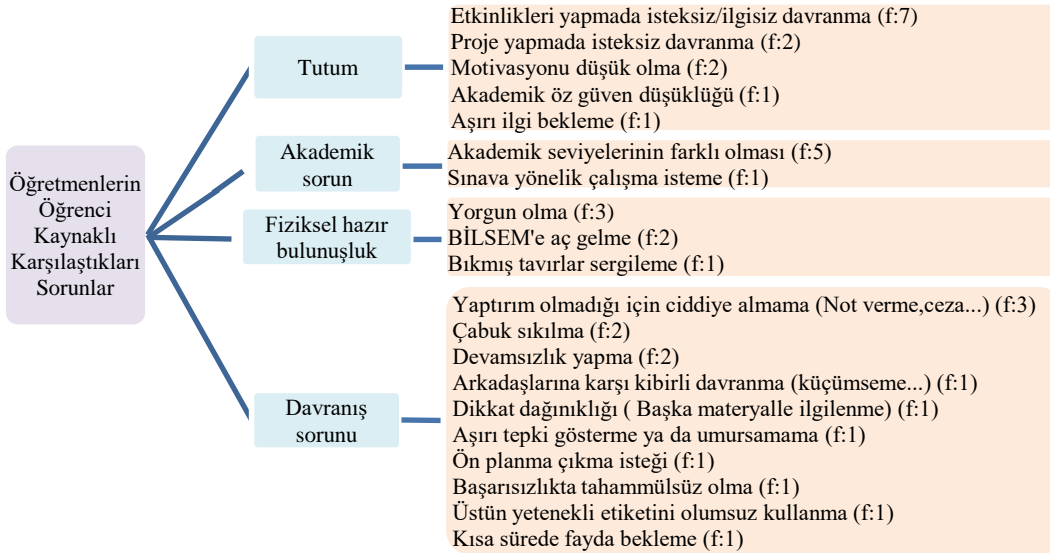 Öğretmenlerin
Öğrenci
Kaynaklı
Karşılaştıkları
Sorunlar
Tutum
Etkinlikleri yapmada isteksiz/ilgisiz davranma (f:7)
Proje yapmada isteksiz davranma (f:2)
Motivasyonu düşük olma (f:2)
Akademik öz güven düşüklüğü (f:1)
Aşırı ilgi bekleme (f:1)
Akademik
sorun
Akademik seviyelerinin farklı olması (f:5)
Sınava yönelik çalışma isteme (f:1)
Fiziksel hazır
bulunuşluk
Yorgun olma (f:3)
BİLSEM'e aç gelme (f:2)
Bıkmış tavırlar sergileme (f:1)
Davranış
sorunu
Yaptırım olmadığı için ciddiye almama (Not verme,ceza...) (f:3)
Çabuk sıkılma (f:2)
Devamsızlık yapma (f:2)
Arkadaşlarına karşı kibirli davranma (küçümseme...) (f:1)
Dikkat dağınıklığı ( Başka materyalle ilgilenme) (f:1)
Aşırı tepki gösterme ya da umursamama (f:1)
Ön planma çıkma isteği (f:1)
Başarısızlıkta tahammülsüz olma (f:1)
Üstün yetenekli etiketini olumsuz kullanma (f:1)
Kısa sürede fayda bekleme (f:1)